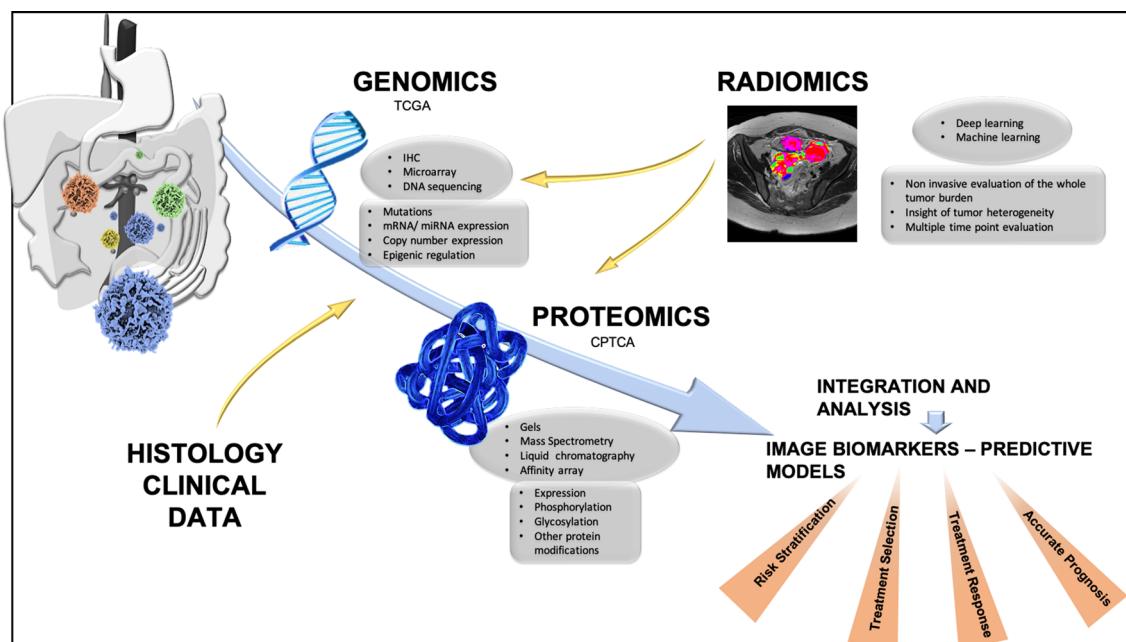 GENOMICS
TCGA
• IHC
• Microarray
• DNA sequencing
• Mutations
• mRNA/ miRNA expression
• Copy number expression
• Epigenic regulation
RADIOMICS
• Deep learning
• Machine learning
• Non invasive evaluation of the whole
tumor burden
• Insight of tumor heterogeneity
• Multiple time point evaluation
PROTEOMICS
CPTCA
• Gels
• Mass Spectrometry
• Liquid chromatography
• Affinity array
• Expression
• Phosphorylation
• Glycosylation
• Other protein
modifications
HISTOLOGY
CLINICAL
DATA
INTEGRATION AND
ANALYSIS
IMAGE BIOMARKERS – PREDICTIVE
MODELS
Risk Stratification
Treatment Selection
Treatment Response
Accurate Prognosis